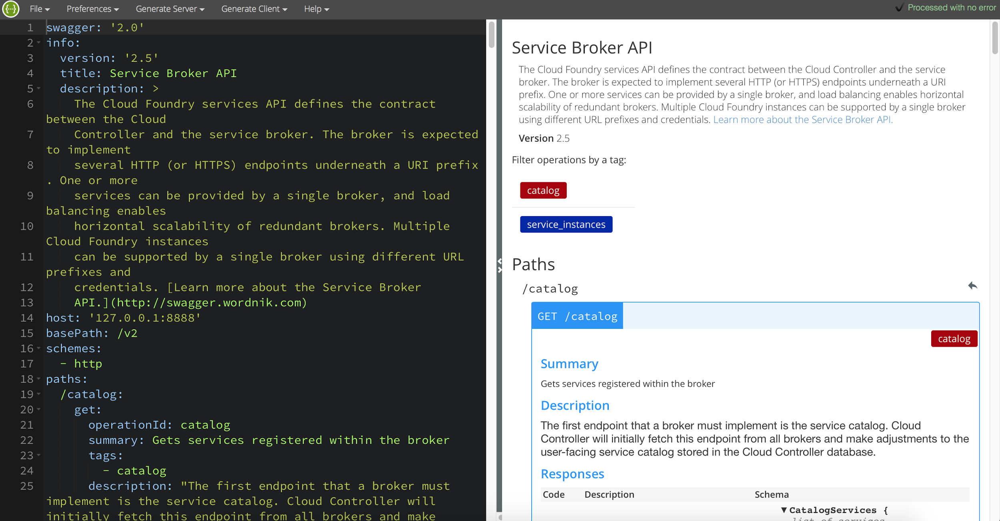 File Preferences Generate Server Generate Client Help Processed with no error
1 swagger: '2.0'
2 info:
3 version: '2.5'
4 title: Service Broker API
5 description: >
6 The Cloud Foundry services API defines the contract
between the Cloud
7 Controller and the service broker. The broker is expected
to implement
8 several HTTP (or HTTPS) endpoints underneath a URI prefix
. One or more
9 services can be provided by a single broker, and load
balancing enables
10 horizontal scalability of redundant brokers. Multiple
Cloud Foundry instances
11 can be supported by a single broker using different URL
prefixes and
12 credentials. [Learn more about the Service Broker
13 API.](http://swagger.wordnik.com)
14 host: '127.0.0.1:8888'
15 basePath: /v2
16 schemes:
17 - http
18 paths:
19 /catalog:
20 get:
21 operationId: catalog
22 summary: Gets services registered within the broker
23 tags:
24 - catalog
25 description: "The first endpoint that a broker must
implement is the service catalog. Cloud Controller will
initially fetch this endpoint from all brokers and make
Service Broker API
The Cloud Foundry services API defines the contract between the Cloud Controller and the service
broker. The broker is expected to implement several HTTP (or HTTPS) endpoints underneath a URI
prefix. One or more services can be provided by a single broker, and load balancing enables horizontal
scalability of redundant brokers. Multiple Cloud Foundry instances can be supported by a single broker
using different URL prefixes and credentials. Learn more about the Service Broker API.
Version 2.5
Filter operations by a tag:
catalog
service_instances
Paths
/catalog
GET /catalog
catalog
Summary
Gets services registered within the broker
Description
The first endpoint that a broker must implement is the service catalog. Cloud
Controller will initially fetch this endpoint from all brokers and make adjustments to the
user-facing service catalog stored in the Cloud Controller database.
Responses
Code Description Schema
▼ CatalogServices {
list of services